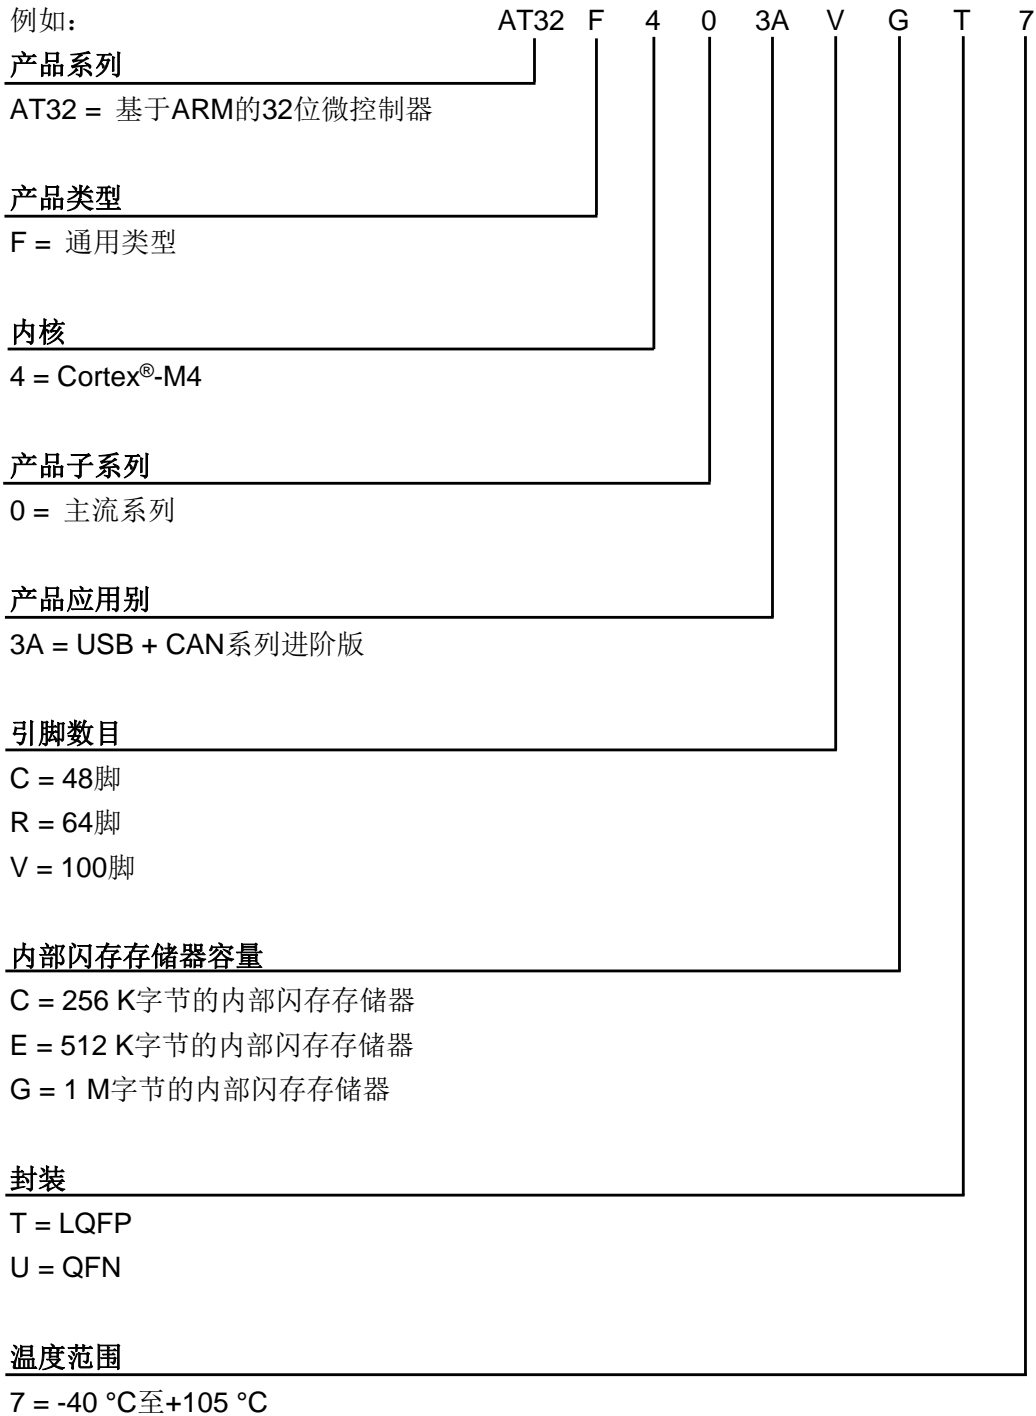 例如: AT32 F 4 0 3A V G T 7
产品系列
AT32 = 基于ARM的32位微控制器
产品类型
F = 通用类型
内核
4 = Cortex®-M4
产品子系列
0 = 主流系列
产品应用别
3A = USB + CAN系列进阶版
引脚数目
C = 48脚
R = 64脚
V = 100脚
内部闪存存储器容量
C = 256 K字节的内部闪存存储器
E = 512 K字节的内部闪存存储器
G = 1 M字节的内部闪存存储器
封装
T = LQFP
U = QFN
温度范围
7 = -40 °C至+105 °C